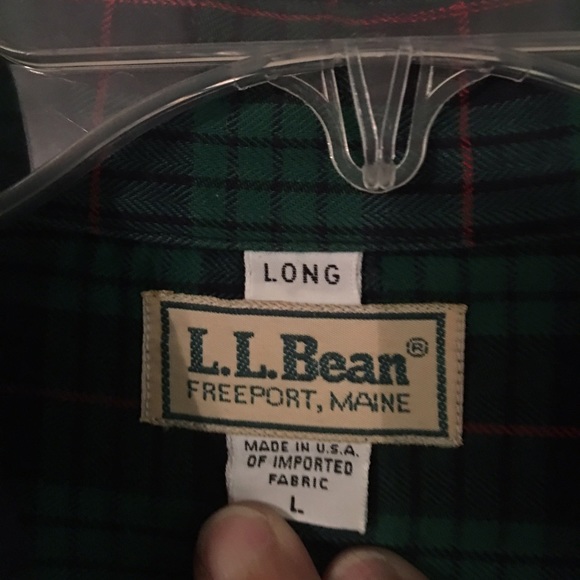 LONG
L.L.Bean®
FREEPORT, MAINE
MADE IN U.S.A.
OF IMPORTED
FABRIC
L